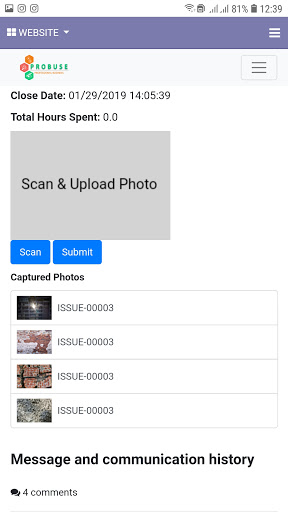 81% 12:39
WEBSITE
PROBUSE
Close Date: 01/29/2019 14:05:39
Total Hours Spent: 0.0
Scan & Upload Photo
Scan Submit
Captured Photos
ISSUE-00003
ISSUE-00003
ISSUE-00003
ISSUE-00003
Message and communication history
4 comments